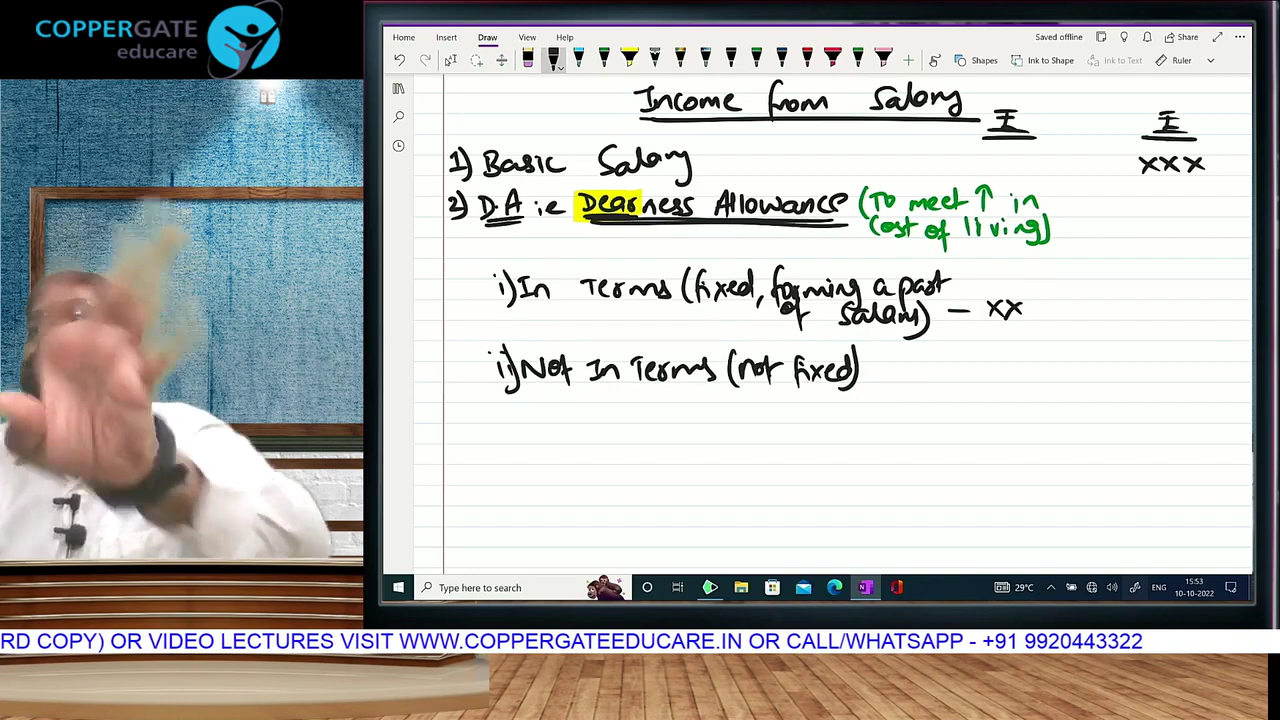 COPPERGATE
educare
Home Insert Draw View Help
Saved offline
Share
Shapes
Ink to Shape
Ink to Text
Ruler
Income from Salary
₹ ₹
1) Basic Salary xxx
2) D.A ie Dearness Allowance (To meet ↑ in
cost of living)
i) In Terms (fixed, forming a part
of salary) — xx
ii) Not In Terms (not fixed)
Type here to search
29°C
ENG
15:53
10-10-2022
RD COPY) OR VIDEO LECTURES VISIT WWW.COPPERGATEEDUCARE.IN OR CALL/WHATSAPP - +91 9920443322